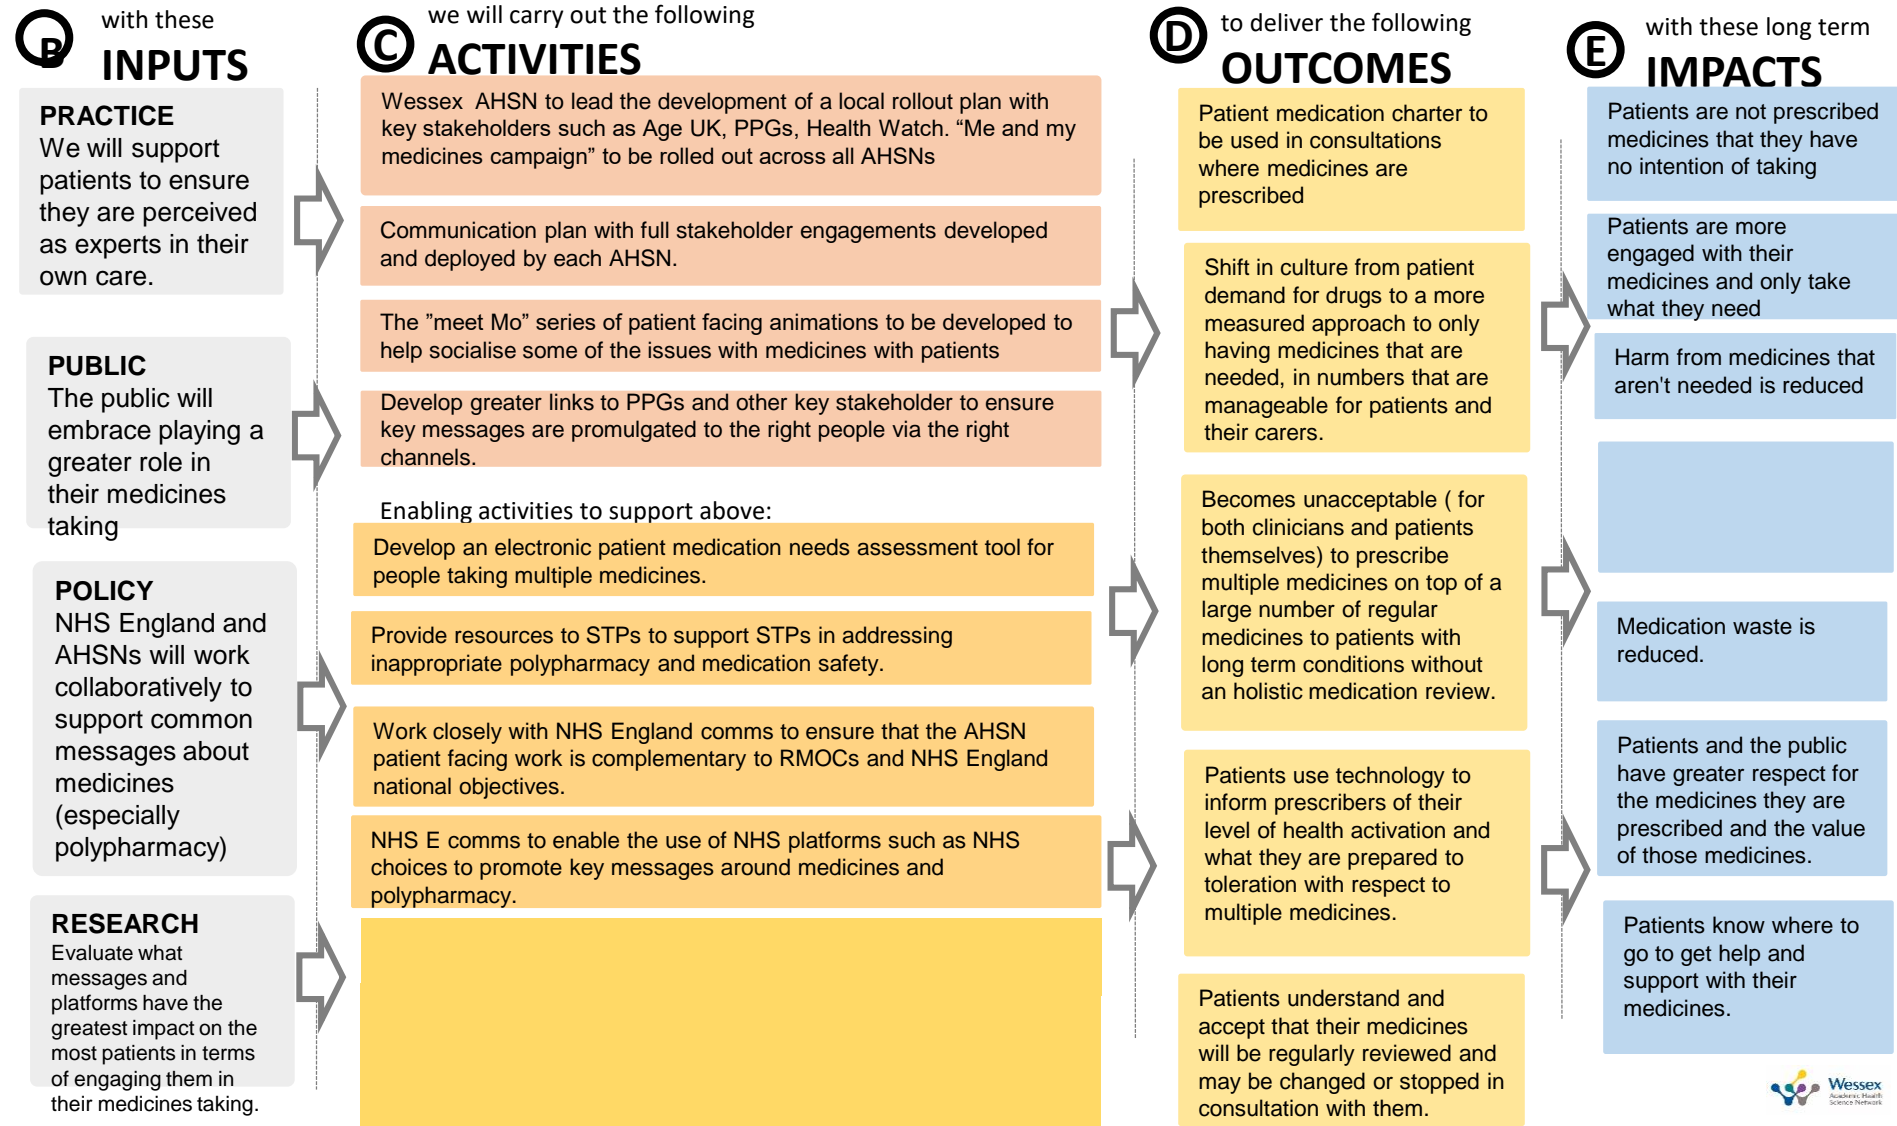 B
with these
INPUTS
PRACTICE
We will support
patients to ensure
they are perceived
as experts in their
own care.
PUBLIC
The public will
embrace playing a
greater role in
their medicines
taking
POLICY
NHS England and
AHSNs will work
collaboratively to
support common
messages about
medicines
(especially
polypharmacy)
RESEARCH
Evaluate what
messages and
platforms have the
greatest impact on the
most patients in terms
of engaging them in
their medicines taking.
C
we will carry out the following
ACTIVITIES
Wessex AHSN to lead the development of a local rollout plan with
key stakeholders such as Age UK, PPGs, Health Watch. “Me and my
medicines campaign” to be rolled out across all AHSNs
Communication plan with full stakeholder engagements developed
and deployed by each AHSN.
The ”meet Mo” series of patient facing animations to be developed to
help socialise some of the issues with medicines with patients
Develop greater links to PPGs and other key stakeholder to ensure
key messages are promulgated to the right people via the right
channels.
Enabling activities to support above:
Develop an electronic patient medication needs assessment tool for
people taking multiple medicines.
Provide resources to STPs to support STPs in addressing
inappropriate polypharmacy and medication safety.
Work closely with NHS England comms to ensure that the AHSN
patient facing work is complementary to RMOCs and NHS England
national objectives.
NHS E comms to enable the use of NHS platforms such as NHS
choices to promote key messages around medicines and
polypharmacy.
D
to deliver the following
OUTCOMES
Patient medication charter to
be used in consultations
where medicines are
prescribed
Shift in culture from patient
demand for drugs to a more
measured approach to only
having medicines that are
needed, in numbers that are
manageable for patients and
their carers.
Becomes unacceptable ( for
both clinicians and patients
themselves) to prescribe
multiple medicines on top of a
large number of regular
medicines to patients with
long term conditions without
an holistic medication review.
Patients use technology to
inform prescribers of their
level of health activation and
what they are prepared to
toleration with respect to
multiple medicines.
Patients understand and
accept that their medicines
will be regularly reviewed and
may be changed or stopped in
consultation with them.
E
with these long term
IMPACTS
Patients are not prescribed
medicines that they have
no intention of taking
Patients are more
engaged with their
medicines and only take
what they need
Harm from medicines that
aren't needed is reduced
Medication waste is
reduced.
Patients and the public
have greater respect for
the medicines they are
prescribed and the value
of those medicines.
Patients know where to
go to get help and
support with their
medicines.
Wessex
Academic Health
Science Network